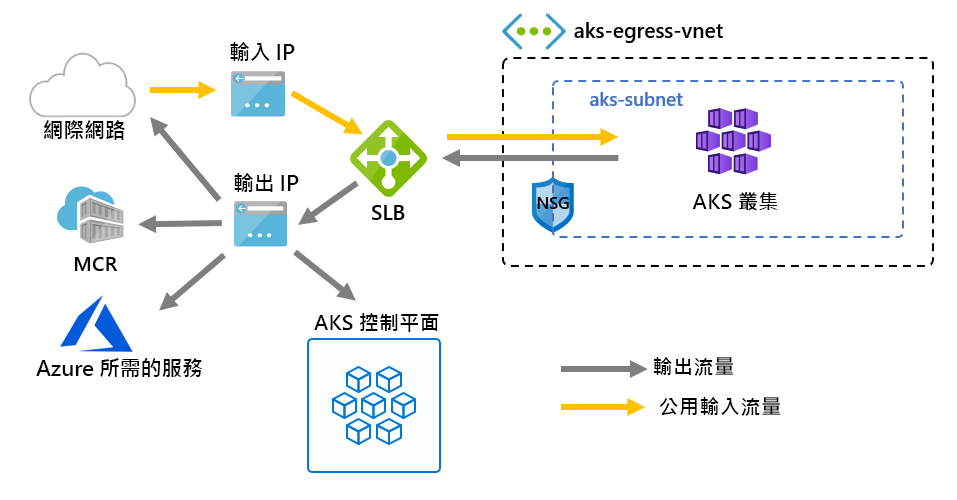 aks-egress-vnet
輸入 IP
aks-subnet
網際網路
輸出 IP
SLB
NSG
AKS 叢集
MCR
AKS 控制平面
Azure 所需的服務
輸出流量
公用輸入流量